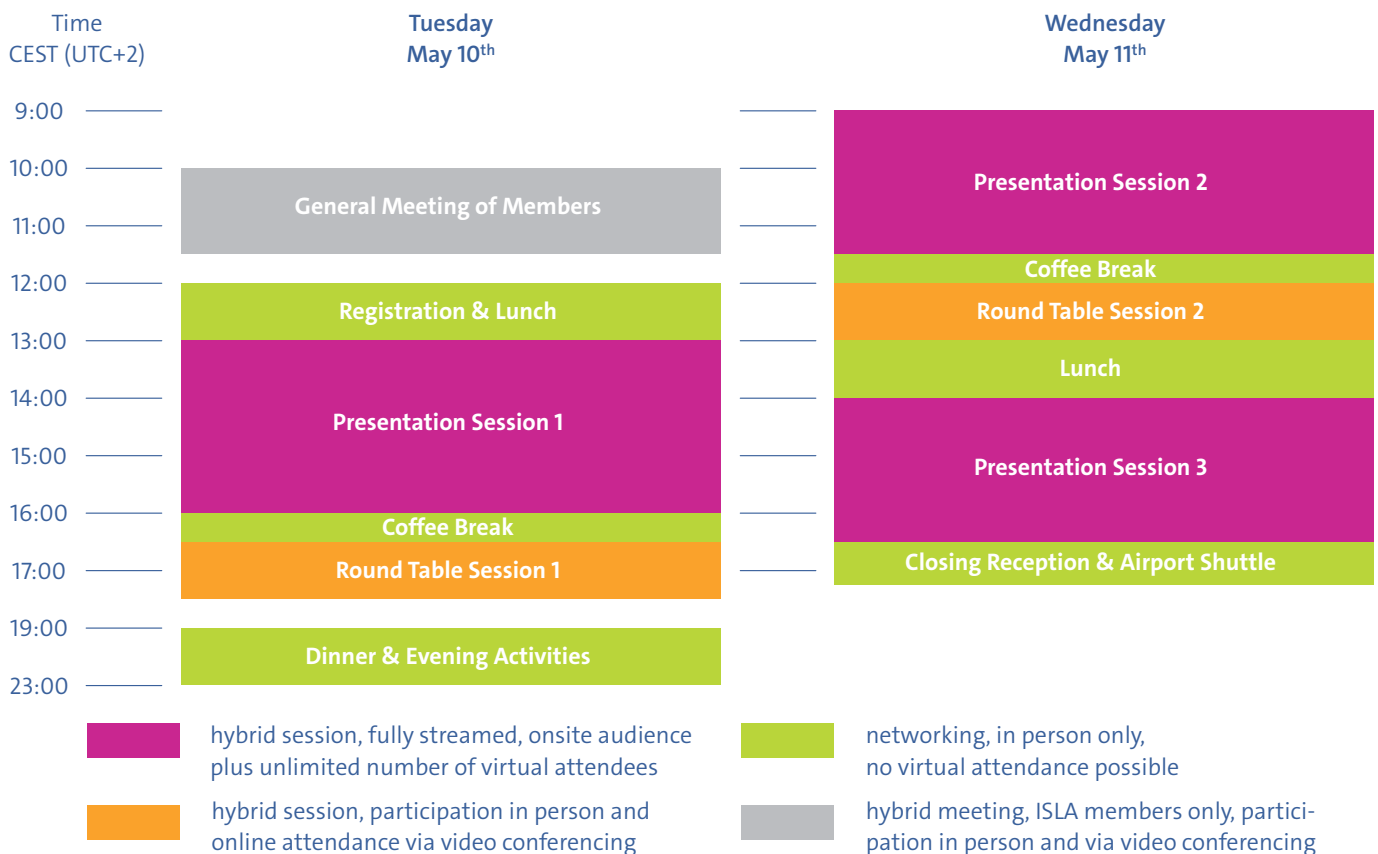 Time
CEST (UTC+2)
Tuesday
May 10th
Wednesday
May 11th
9:00
10:00
11:00
12:00
13:00
14:00
15:00
16:00
17:00
19:00
23:00
General Meeting of Members
Registration & Lunch
Presentation Session 1
Coffee Break
Round Table Session 1
Dinner & Evening Activities
Presentation Session 2
Coffee Break
Round Table Session 2
Lunch
Presentation Session 3
Closing Reception & Airport Shuttle
hybrid session, fully streamed, onsite audience
plus unlimited number of virtual attendees
hybrid session, participation in person and
online attendance via video conferencing
networking, in person only,
no virtual attendance possible
hybrid meeting, ISLA members only, partici-
pation in person and via video conferencing